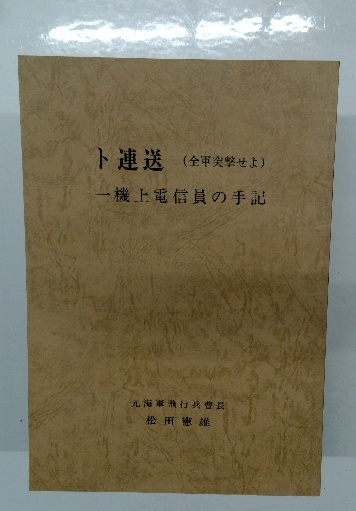 ト連送 (全軍突撃せよ)
一機上電信員の手記
元海軍飛行兵曹長
松田憲雄